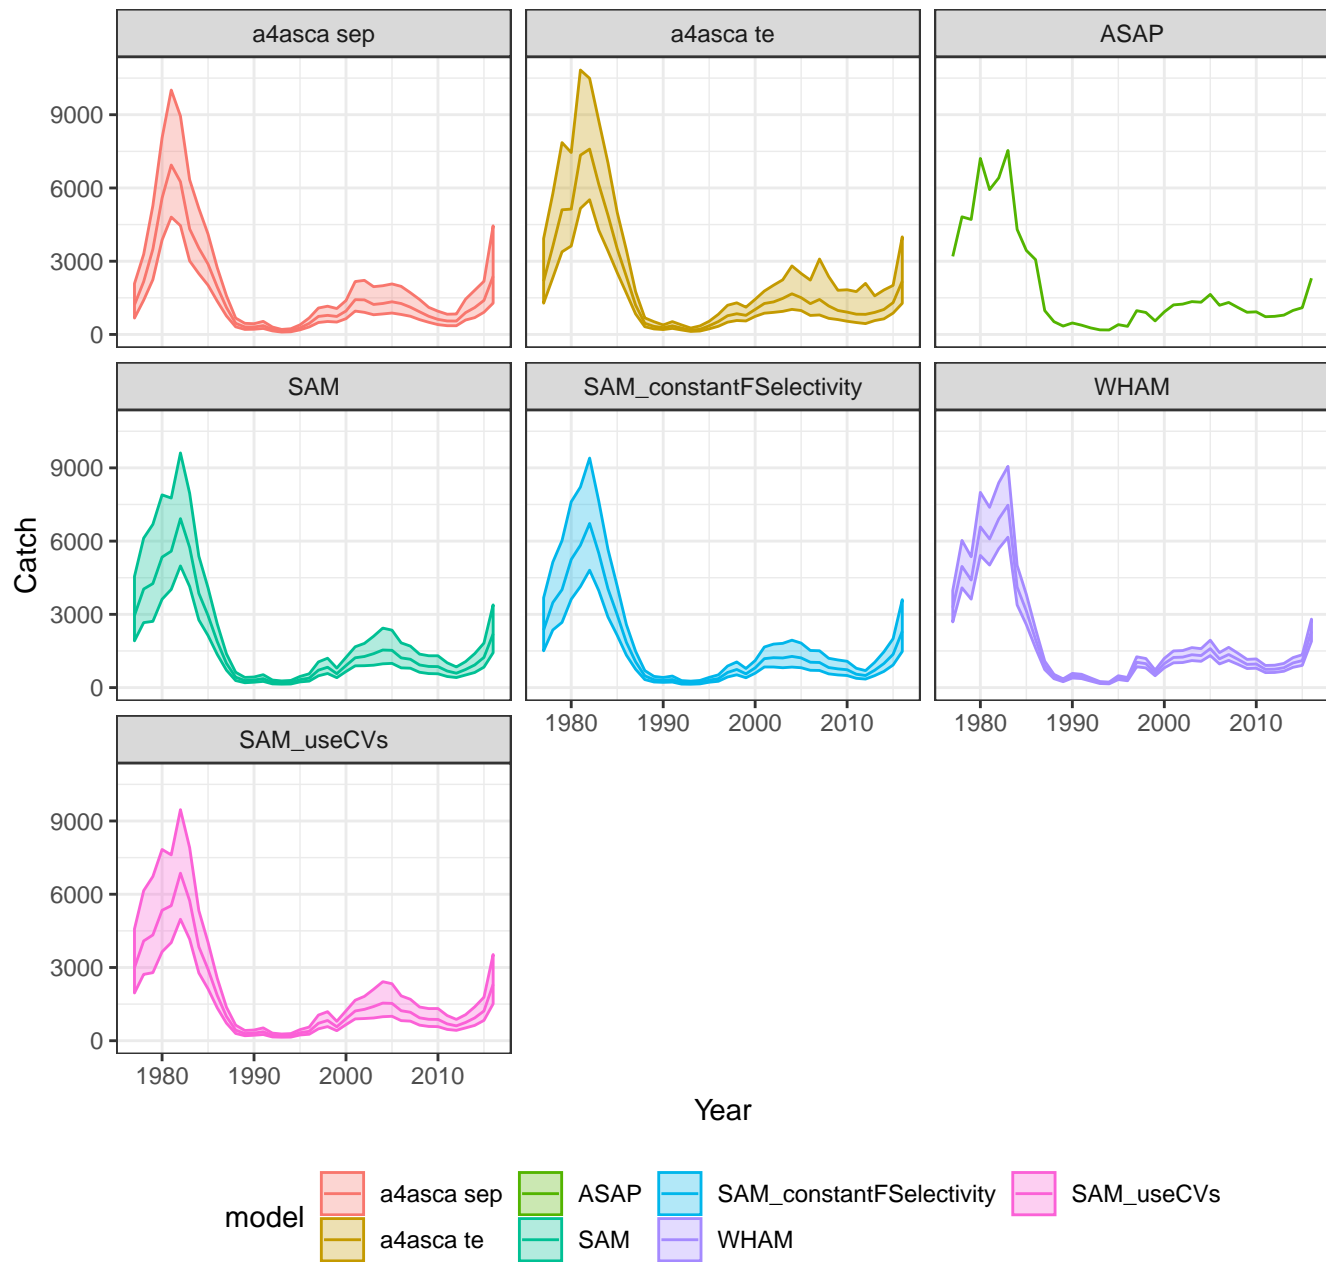 a4asca sep
a4asca te
ASAP
9000
6000
3000
0
SAM
SAM_constantFSelectivity
WHAM
9000
6000
3000
0
1980 1990 2000 2010
1980 1990 2000 2010
SAM_useCVs
9000
6000
3000
0
1980 1990 2000 2010
Catch
Year
model
a4asca sep
a4asca te
ASAP
SAM
SAM_constantFSelectivity
WHAM
SAM_useCVs